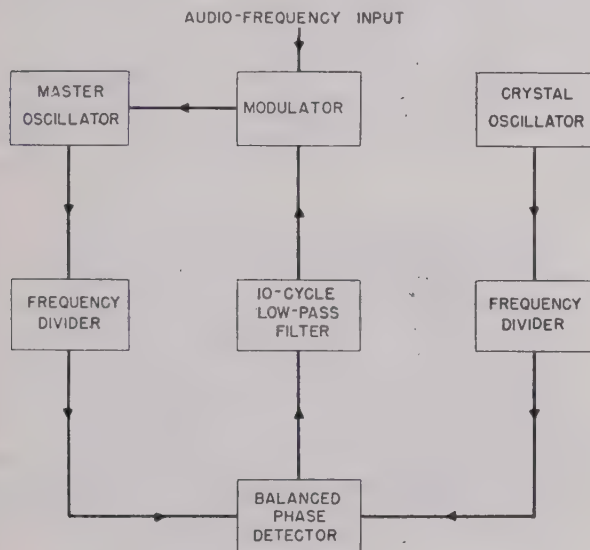 AUDIO-FREQUENCY INPUT
MASTER
OSCILLATOR
MODULATOR
CRYSTAL
OSCILLATOR
FREQUENCY
DIVIDER
10-CYCLE
LOW-PASS
FILTER
FREQUENCY
DIVIDER
BALANCED
PHASE
DETECTOR